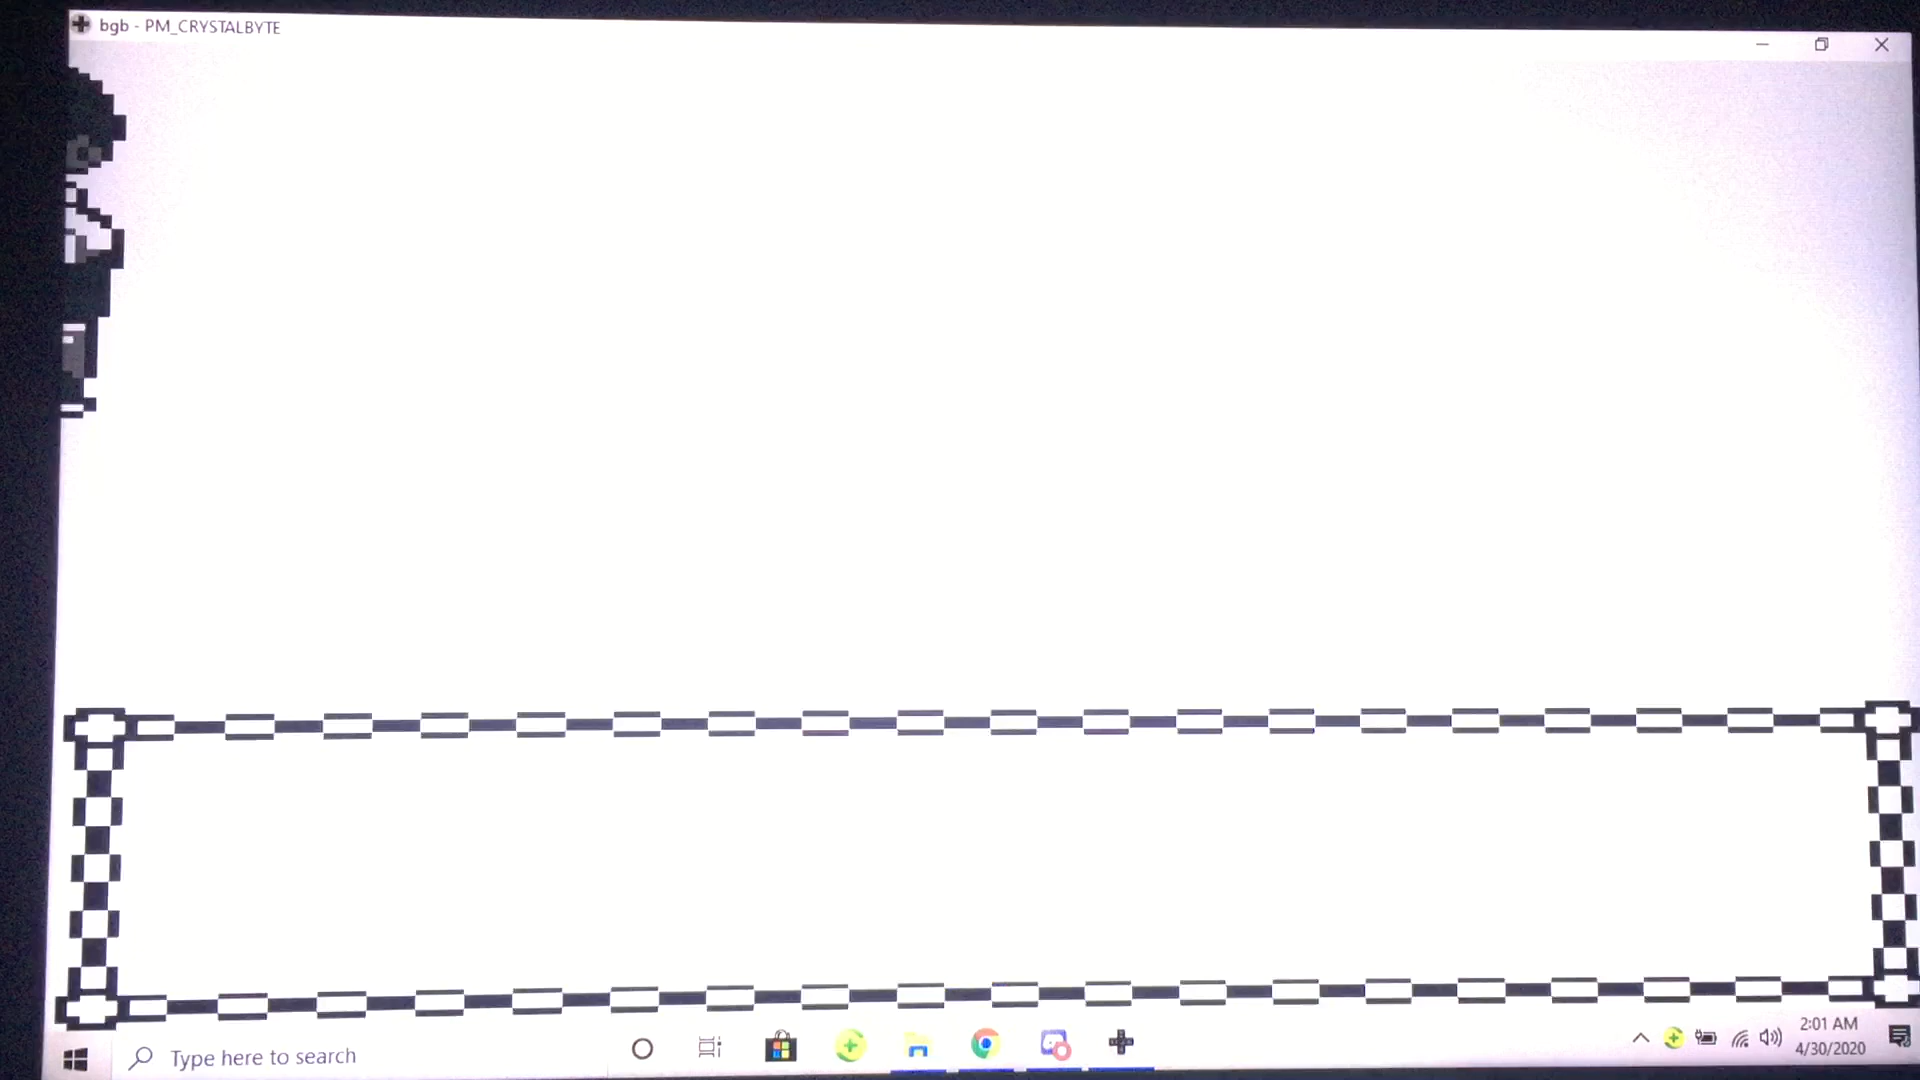 bgb - PM_CRYSTALBYTE
Type here to search
2:01 AM
4/30/2020